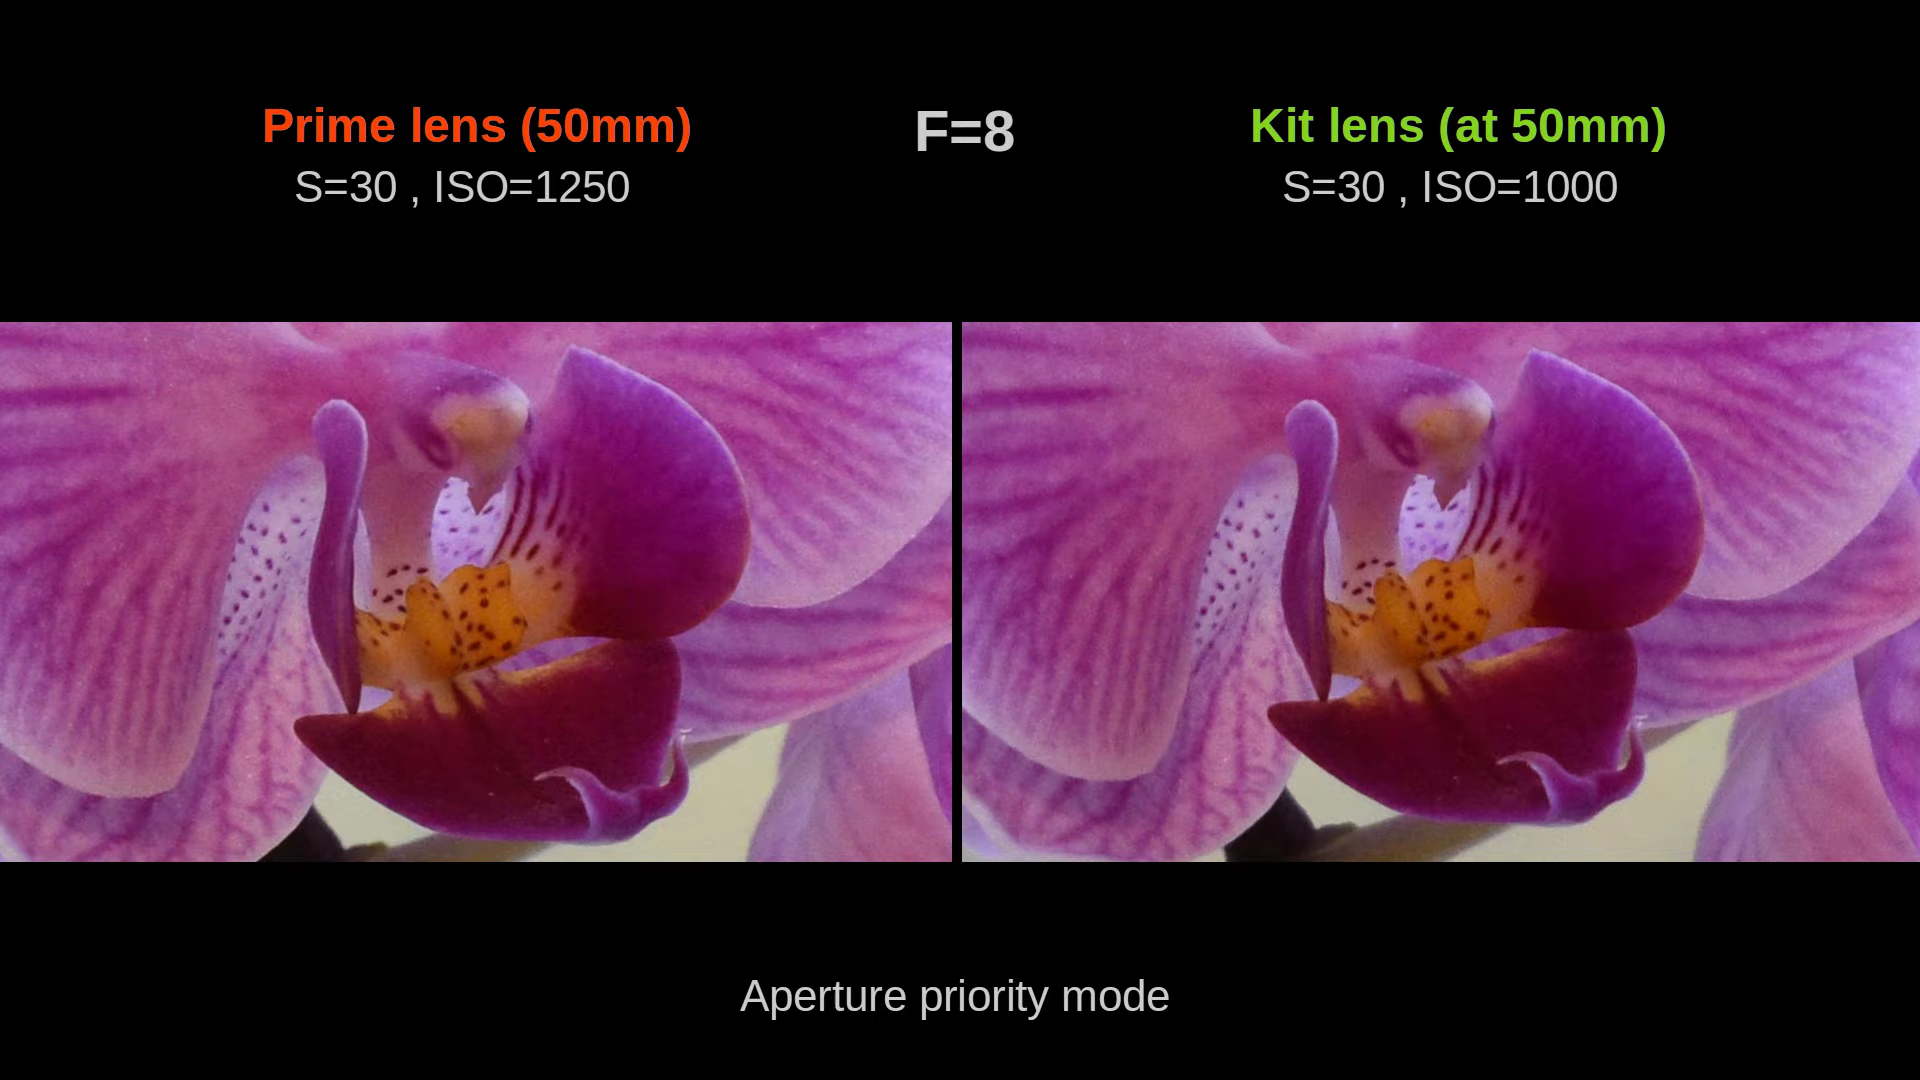 Prime lens (50mm)
S=30 , ISO=1250
F=8
Kit lens (at 50mm)
S=30 , ISO=1000
Aperture priority mode